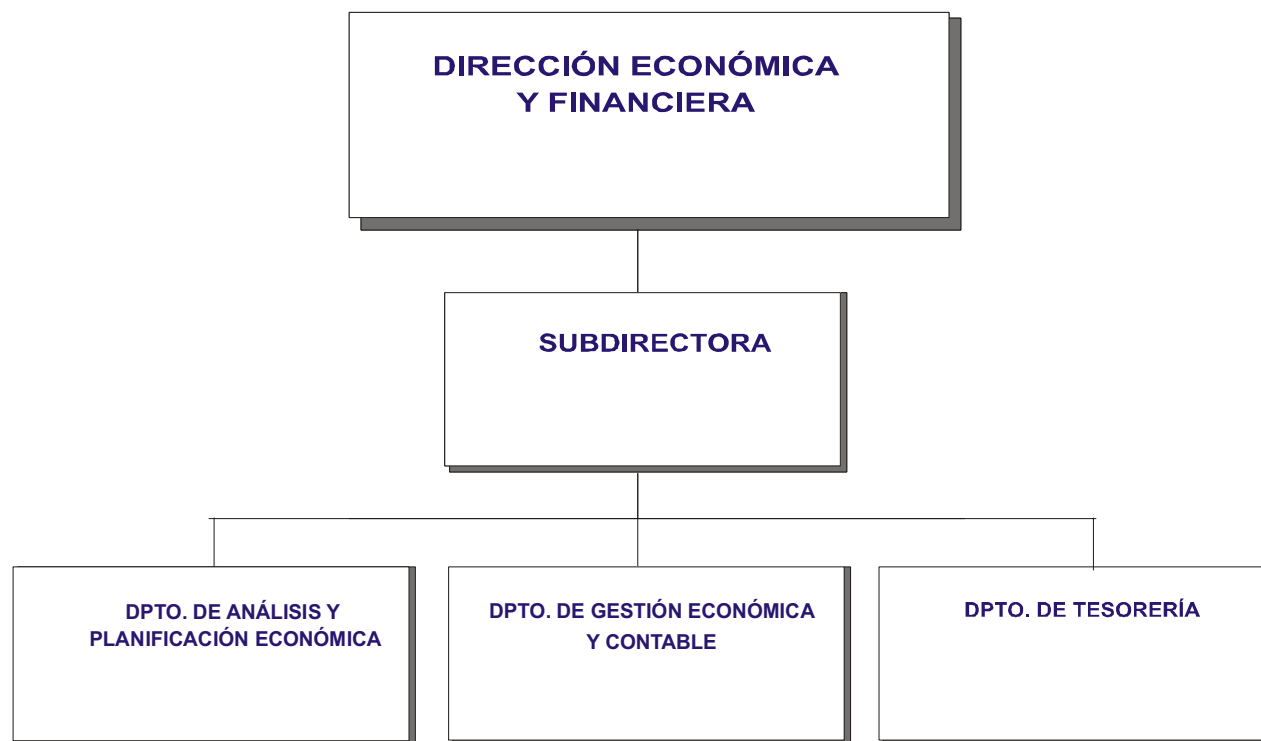 DIRECCIÓN ECONÓMICA
Y FINANCIERA
SUBDIRECTORA
DPTO. DE ANÁLISIS Y
PLANIFICACIÓN ECONÓMICA
DPTO. DE GESTIÓN ECONÓMICA
Y CONTABLE
DPTO. DE TESORERÍA